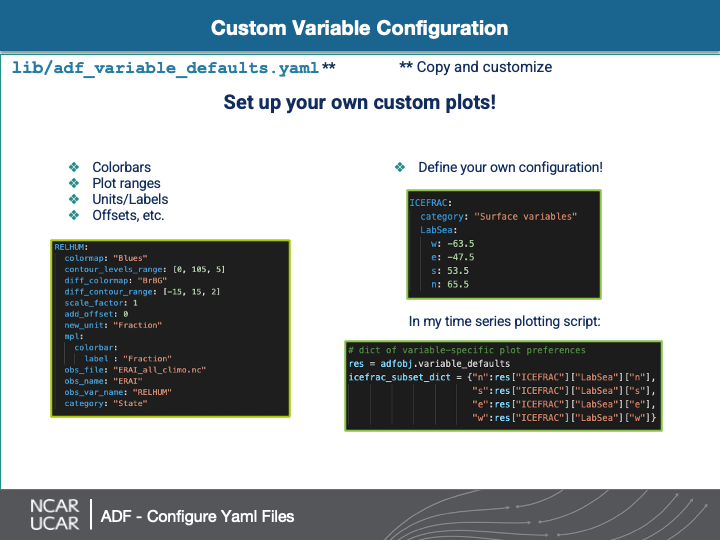 Custom Variable Configuration
lib/adf_variable_defaults.yaml **
** Copy and customize
Set up your own custom plots!
❖ Colorbars
❖ Plot ranges
❖ Units/Labels
❖ Offsets, etc.
RELHUM:
  colormap: "Blues"
  contour_levels_range: [0, 105, 5]
  diff_colormap: "BrBG"
  diff_contour_range: [-15, 15, 2]
  scale_factor: 1
  add_offset: 0
  new_unit: "Fraction"
  mpl:
    colorbar:
      label : "Fraction"
  obs_file: "ERAI_all_climo.nc"
  obs_name: "ERAI"
  obs_var_name: "RELHUM"
  category: "State"
❖ Define your own configuration!
ICEFRAC:
  category: "Surface variables"
  LabSea:
    w: -63.5
    e: -47.5
    s: 53.5
    n: 65.5
In my time series plotting script:
# dict of variable-specific plot preferences
res = adfobj.variable_defaults
icefrac_subset_dict = {"n":res["ICEFRAC"]["LabSea"]["n"],
"s":res["ICEFRAC"]["LabSea"]["s"],
"e":res["ICEFRAC"]["LabSea"]["e"],
"w":res["ICEFRAC"]["LabSea"]["w"]}
NCAR
UCAR
ADF - Configure Yaml Files